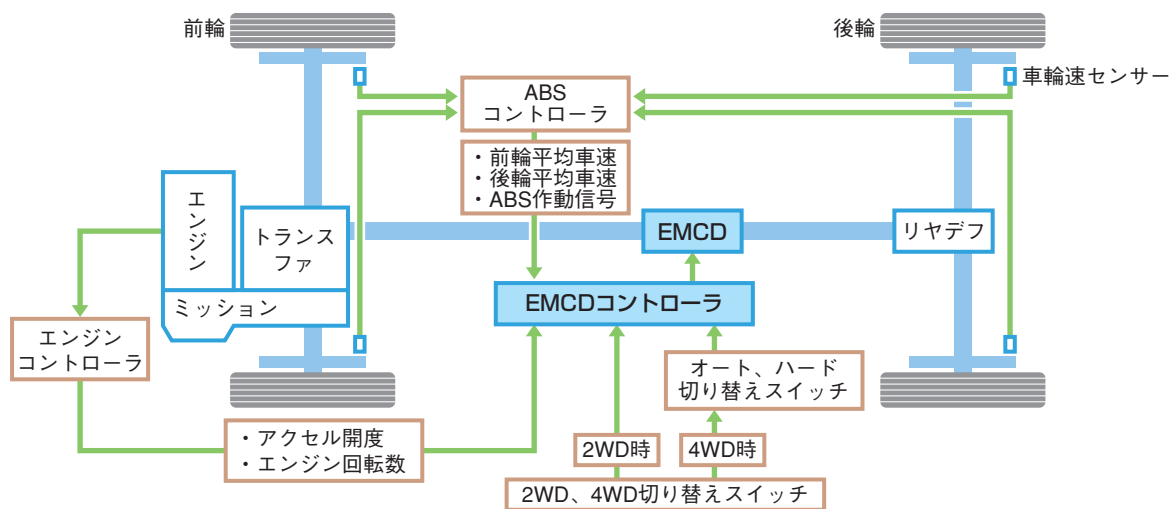 前輪
後輪
車輪速センサー
ABS
コントローラ
・前輪平均車速
・後輪平均車速
・ABS作動信号
エンジン
トランス
ファ
EMCD
リヤデフ
ミッション
EMCDコントローラ
エンジン
コントローラ
オート、ハード
切り替えスイッチ
・アクセル開度
・エンジン回転数
2WD時
4WD時
2WD、4WD切り替えスイッチ